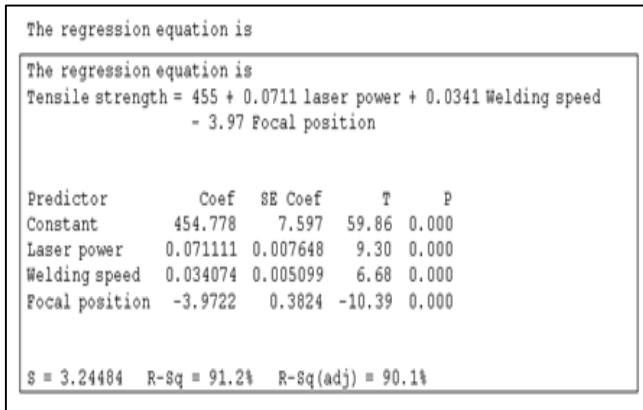 The regression equation is
The regression equation is
Tensile strength = 455 + 0.0711 laser power + 0.0341 Welding speed
- 3.97 Focal position
Predictor Coef SE Coef T P
Constant 454.778 7.597 59.86 0.000
Laser power 0.071111 0.007648 9.30 0.000
Welding speed 0.034074 0.005099 6.68 0.000
Focal position -3.9722 0.3824 -10.39 0.000
S = 3.24484 R-Sq = 91.2% R-Sq(adj) = 90.1%